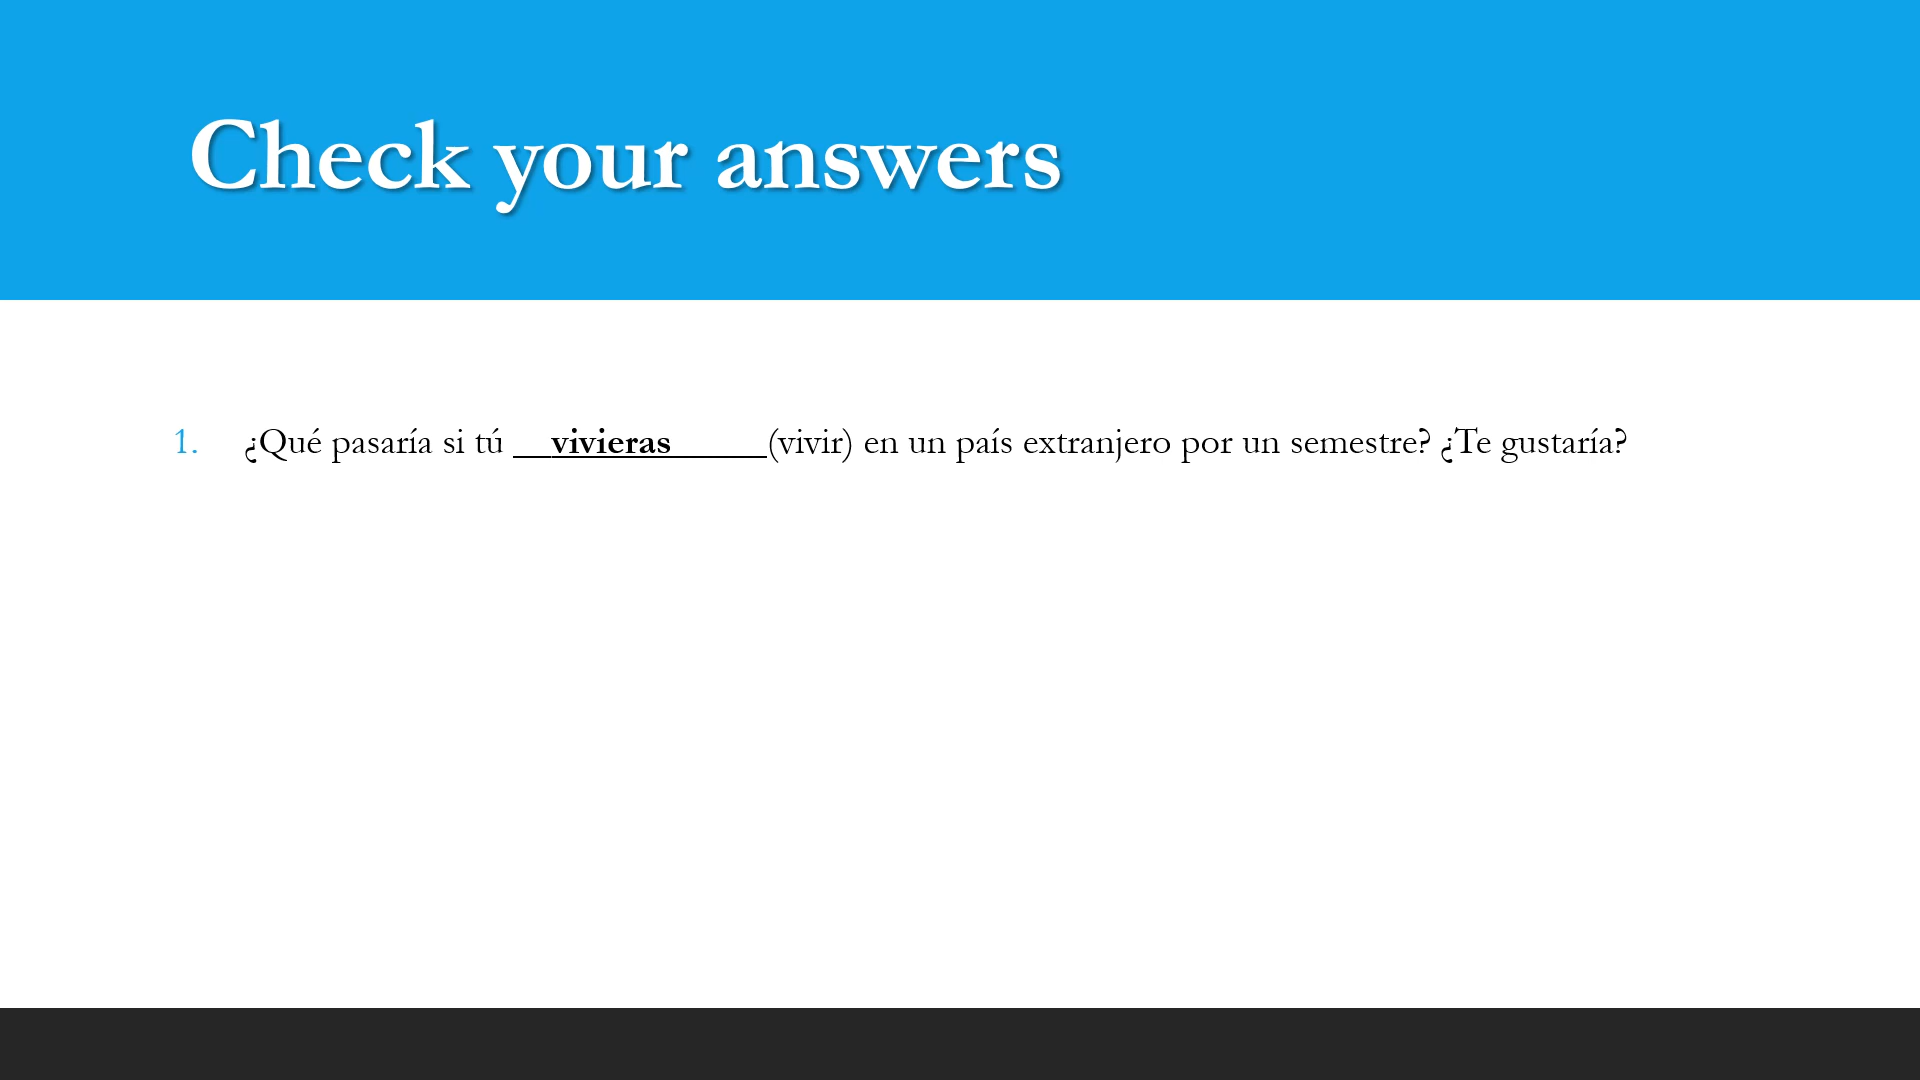 Check your answers
1. ¿Qué pasaría si tú __vivieras_____(vivir) en un país extranjero por un semestre? ¿Te gustaría?